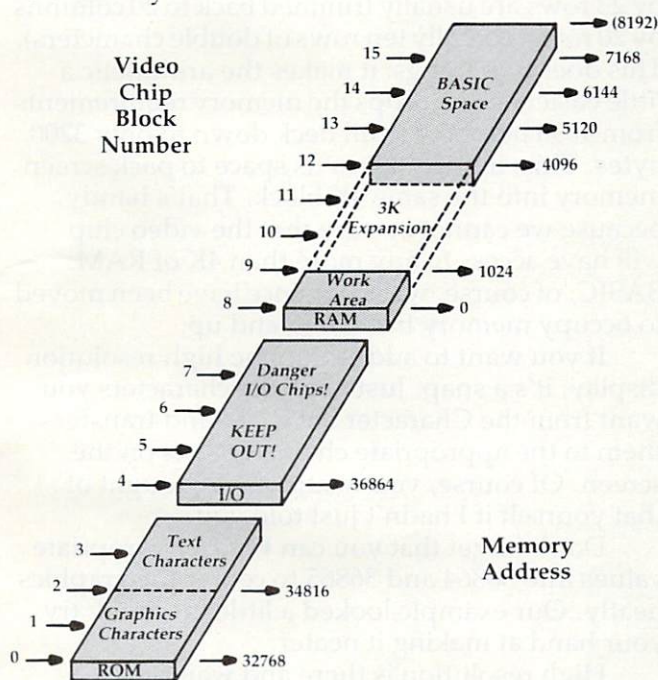 Video
Chip
Block
Number
(8192)
15
7168
BASIC
Space
14
6144
13
5120
12
4096
11
3K
Expansion
10
9
1024
Work
Area
8
RAM
0
7
Danger
I/O Chips!
6
KEEP
OUT!
5
4
I/O
36864
3
Text
Characters
Memory
Address
2
34816
1
Graphics
Characters
0
ROM
32768